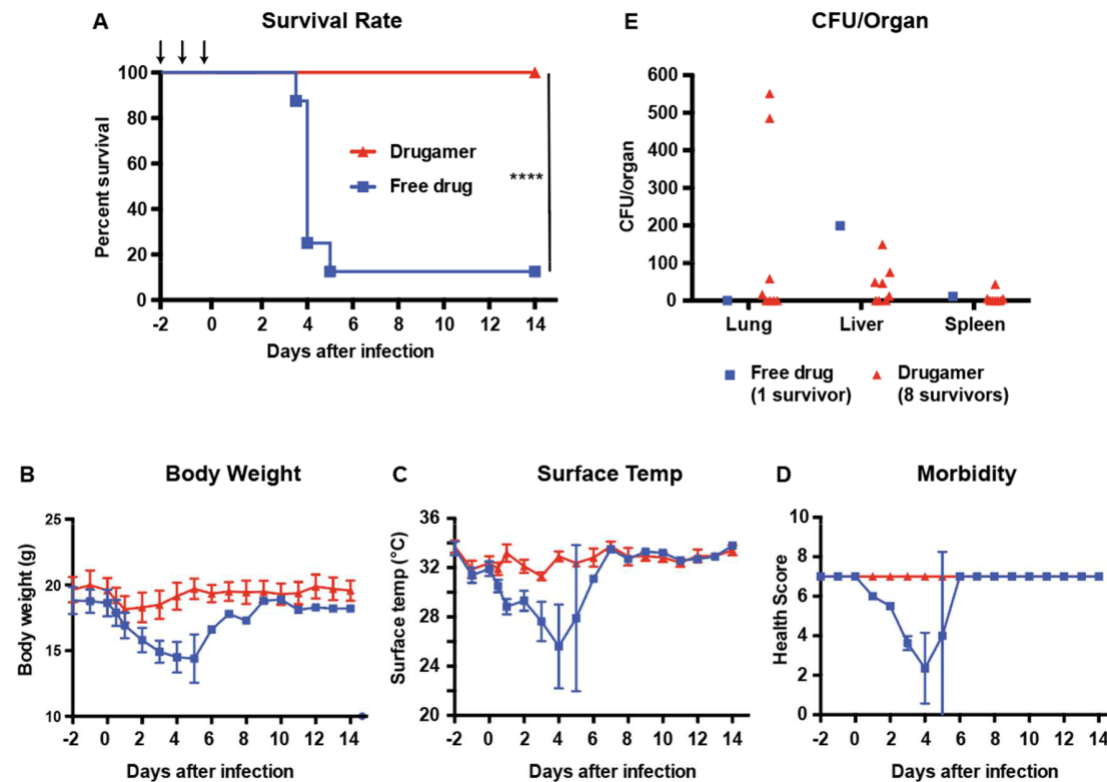 A
Survival Rate
100
80
60
40
20
0
Percent survival
Drugamer
Free drug
****
-2 0 2 4 6 8 10 12 14
Days after infection
E
CFU/Organ
600
500
400
300
200
100
0
CFU/organ
Lung Liver Spleen
Free drug
(1 survivor)
Drugamer
(8 survivors)
B
Body Weight
25
20
15
10
Body weight (g)
-2 0 2 4 6 8 10 12 14
Days after infection
C
Surface Temp
36
32
28
24
20
Surface temp (°C)
-2 0 2 4 6 8 10 12 14
Days after infection
D
Morbidity
10
8
6
4
2
0
Health Score
-2 0 2 4 6 8 10 12 14
Days after infection